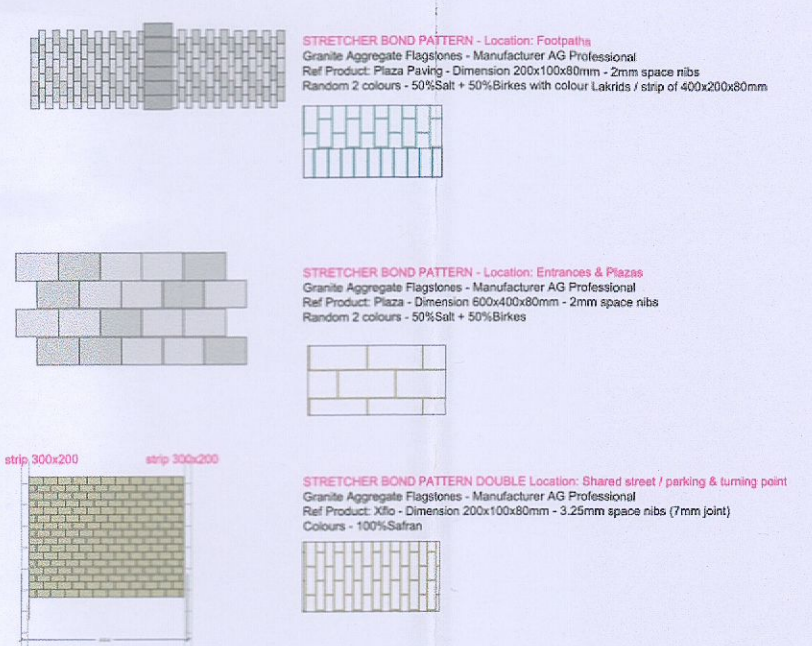 STRETCHER BOND PATTERN - Location: Footpaths
Granite Aggregate Flagstones - Manufacturer AG Professional
Ref Product: Plaza Paving - Dimension 200x100x80mm - 2mm space nibs
Random 2 colours - 50%Salt + 50%Birkes with colour Lakrids / strip of 400x200x80mm
STRETCHER BOND PATTERN - Location: Entrances & Plazas
Granite Aggregate Flagstones - Manufacturer AG Professional
Ref Product: Plaza - Dimension 600x400x80mm - 2mm space nibs
Random 2 colours - 50%Salt + 50%Birkes
strip 300x200 strip 300x200
STRETCHER BOND PATTERN DOUBLE Location: Shared street / parking & turning point
Granite Aggregate Flagstones - Manufacturer AG Professional
Ref Product: Xflo - Dimension 200x100x80mm - 3.25mm space nibs (7mm joint)
Colours - 100%Safran